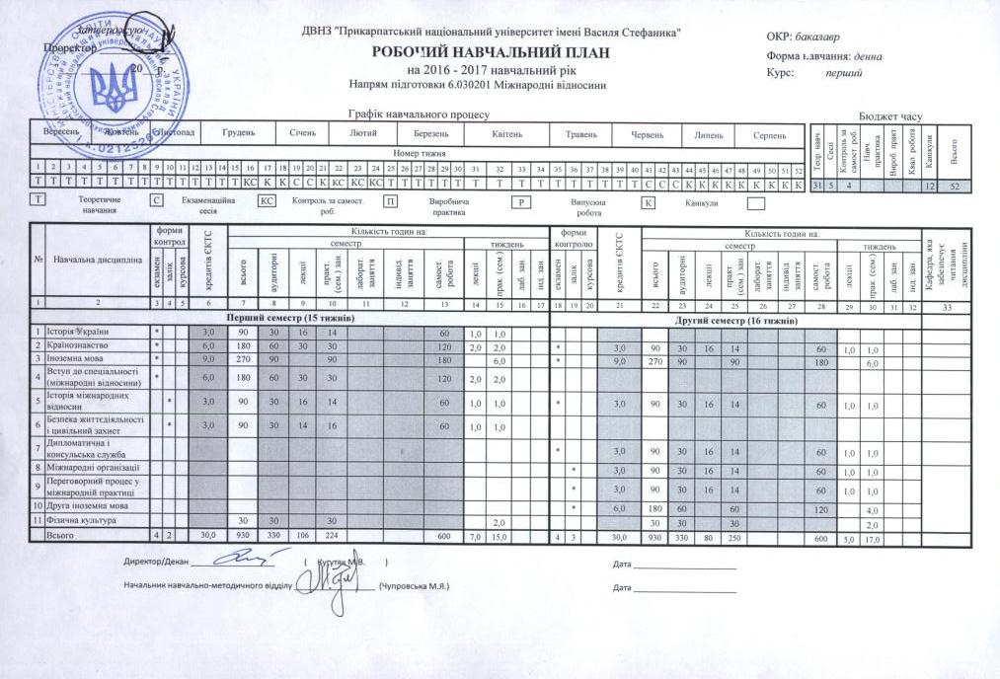 Затверджую
Проректор
20 р.
МІНІСТЕРСТВО ОСВІТИ І НАУКИ УКРАЇНИ
ДВНЗ "Прикарпатський національний університет імені Василя Стефаника"
РОБОЧИЙ НАВЧАЛЬНИЙ ПЛАН
на 2016 - 2017 навчальний рік
Напрям підготовки 6.030201 Міжнародні відносини
ОКР: бакалавр
Форма навчання: денна
Курс: перший
Графік навчального процесу
Бюджет часу
Вересень Жовтень Листопад Грудень Січень Лютий Березень Квітень Травень Червень Липень Серпень
Номер тижня
1 2 3 4 5 6 7 8 9 10 11 12 13 14 15 16 17 18 19 20 21 22 23 24 25 26 27 28 29 30 31 32 33 34 35 36 37 38 39 40 41 42 43 44 45 46 47 48 49 50 51 52
Т Т Т Т Т Т Т Т Т Т Т Т Т Т Т КС К К С С К КС КС КС Т Т Т Т Т Т Т Т Т Т Т Т Т Т Т Т С С С К К К К К К К К К
Теор. навч. Сесії Контроль за самост. роб. Навч. практика Вироб. практ Квал. робота Канікули Всього
31 5 4 12 52
Т Теоретичне навчання С Екзаменаційна сесія КС Контроль за самост. роб. П Виробнича практика Р Випускна робота К Канікули
№ Навчальна дисципліна форми контрол кредитів ЄКТС Кількість годин на: форми контролю кредитів ЄКТС Кількість годин на: Кафедра, яка забезпечує читання дисципліни
семестр тиждень семестр тиждень
екзамен залік курсова всього аудиторні лекції практ (сем.) зан. лаборат. заняття індивід. заняття самост. робота лекції прак. (сем.) лаб. зан. інд. зан. екзамен залік курсова всього аудиторні лекції практ. (сем.) зан. лаборат. заняття індивід заняття самост. робота лекції прак. (сем.) лаб. зан. інд. зан.
1 2 3 4 5 6 7 8 9 10 11 12 13 14 15 16 17 18 19 20 21 22 23 24 25 26 27 28 29 30 31 32 33
Перший семестр (15 тижнів) Другий семестр (16 тижнів)
1 Історія України * 3,0 90 30 16 14 60 1,0 1,0
2 Країнознавство * 6,0 180 60 30 30 120 2,0 2,0 * 3,0 90 30 16 14 60 1,0 1,0
3 Іноземна мова * 9,0 270 90 90 180 6,0 * 9,0 270 90 90 180 6,0
4 Вступ до спеціальності (міжнародні відносини) * 6,0 180 60 30 30 120 2,0 2,0
5 Історія міжнародних відносин * 3,0 90 30 16 14 60 1,0 1,0 * 3,0 90 30 16 14 60 1,0 1,0
6 Безпека життєдіяльності і цивільний захист * 3,0 90 30 14 16 60 1,0 1,0
7 Дипломатична і консульська служба * 3,0 90 30 16 14 60 1,0 1,0
8 Міжнародні організації * 3,0 90 30 16 14 60 1,0 1,0
9 Переговорний процес у міжнародній практиці * 3,0 90 30 16 14 60 1,0 1,0
10 Друга іноземна мова * 6,0 180 60 60 120 4,0
11 Фізична культура 30 30 30 2,0 30 30 30 2,0
Всього 4 2 30,0 930 330 106 224 600 7,0 15,0 4 3 30,0 930 330 80 250 600 5,0 17,0
Директор/Декан ( Кугутяк М.В. ) Дата
Начальник навчально-методичного відділу (Чупровська М.Я.) Дата